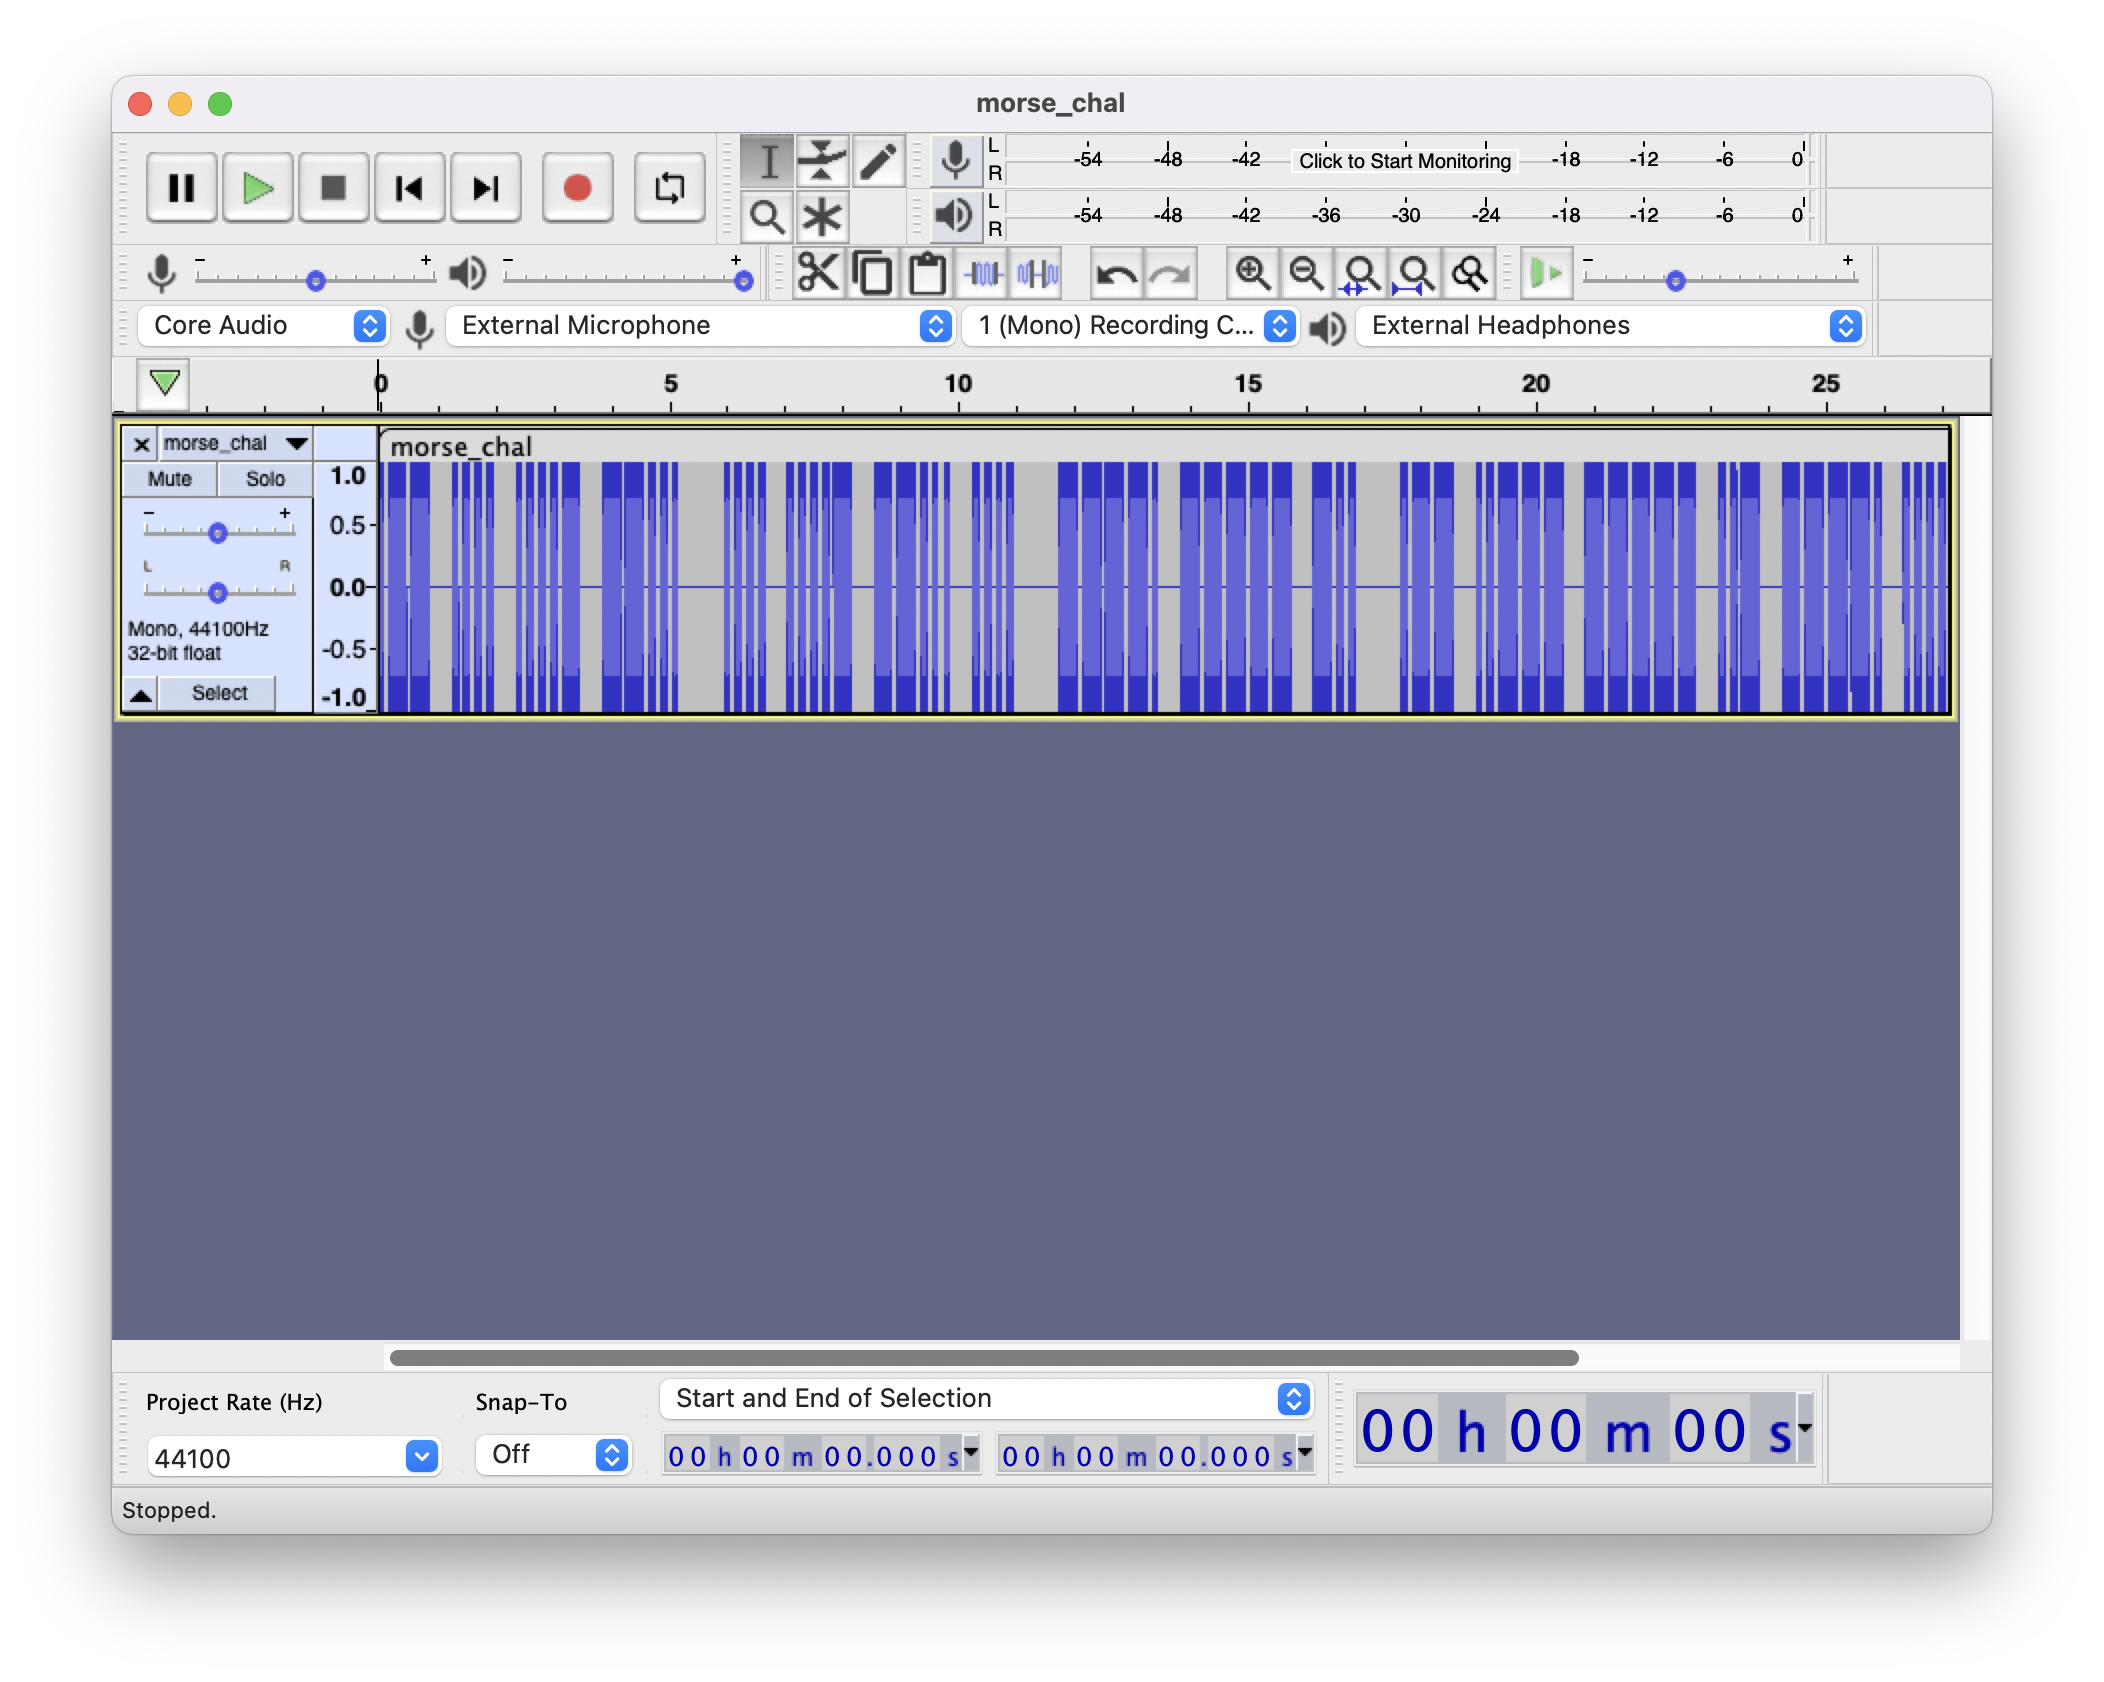 morse_chal
L
R
-54 -48 -42 Click to Start Monitoring -18 -12 -6 0
L
R
-54 -48 -42 -36 -30 -24 -18 -12 -6 0
- + - + - +
Core Audio External Microphone 1 (Mono) Recording C... External Headphones
0 5 10 15 20 25
morse_chal
Mute Solo
- +
L R
Mono, 44100Hz
32-bit float
Select
1.0
0.5
0.0
-0.5
-1.0
morse_chal
Project Rate (Hz) Snap-To Start and End of Selection
44100 Off 00 h 00 m 00.000 s 00 h 00 m 00.000 s 00 h 00 m 00 s
Stopped.